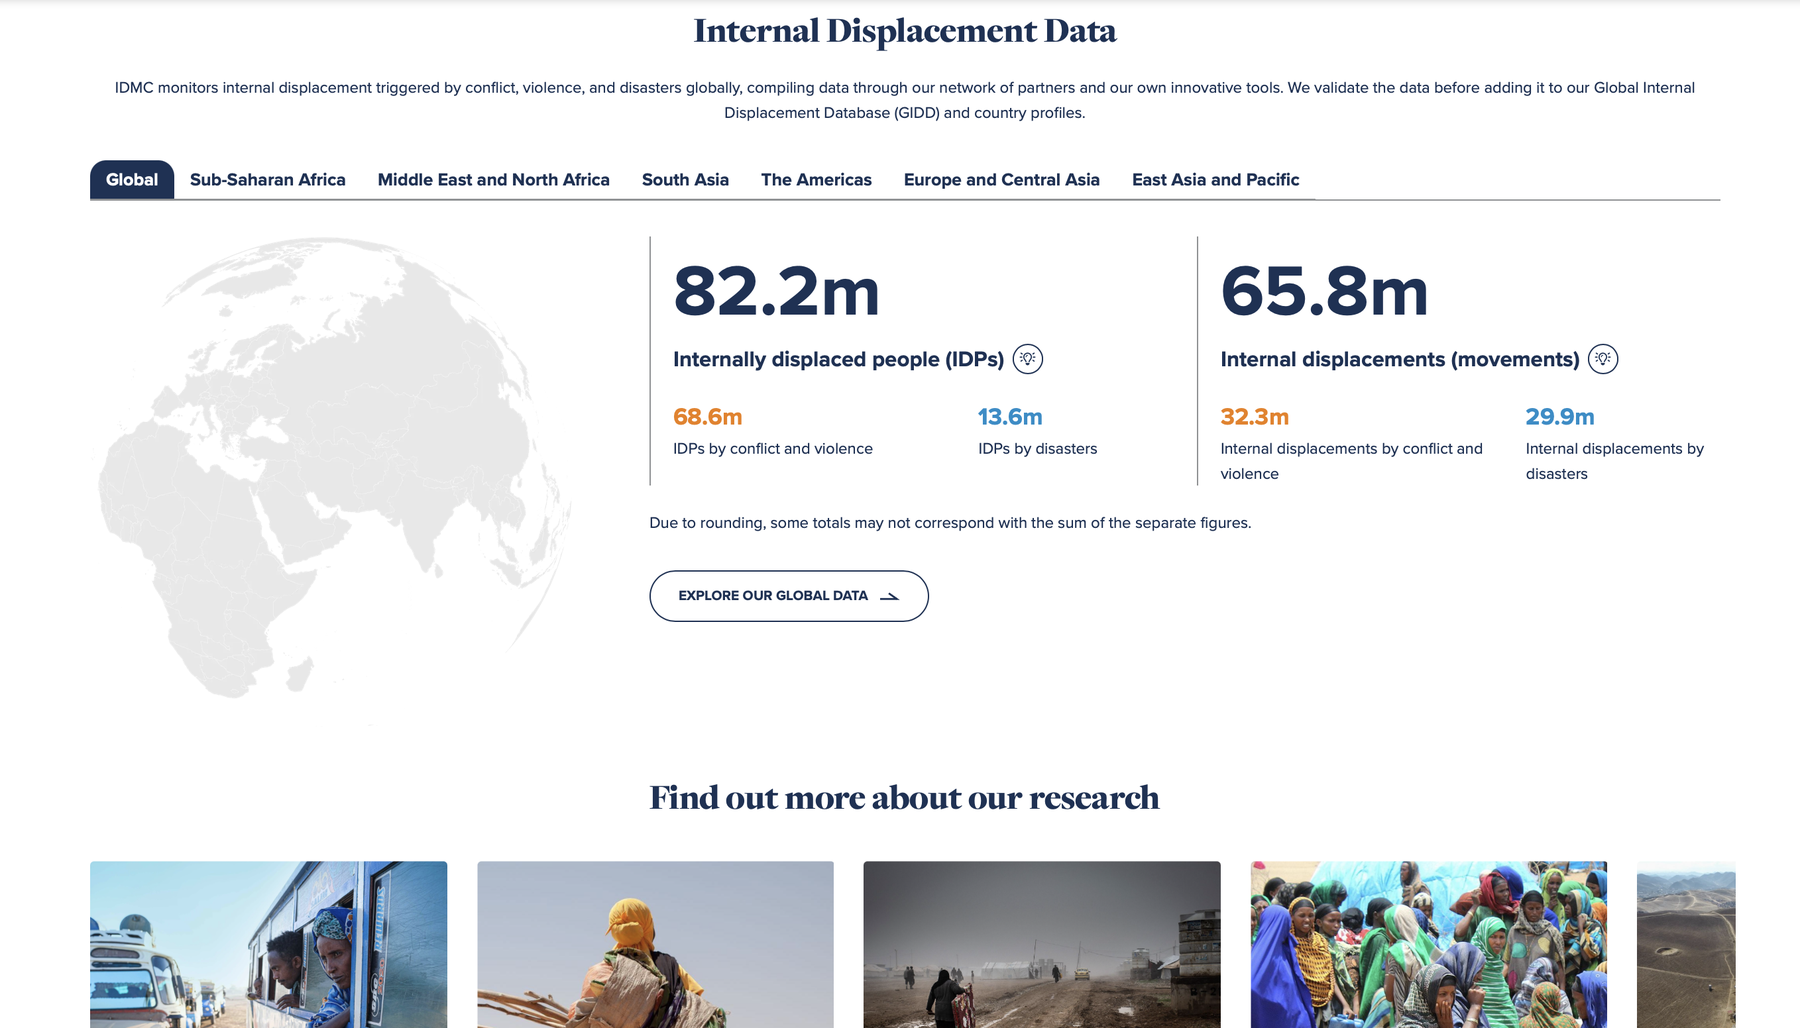 Internal Displacement Data
IDMC monitors internal displacement triggered by conflict, violence, and disasters globally, compiling data through our network of partners and our own innovative tools. We validate the data before adding it to our Global Internal
Displacement Database (GIDD) and country profiles.
Global Sub-Saharan Africa Middle East and North Africa South Asia The Americas Europe and Central Asia East Asia and Pacific
82.2m
Internally displaced people (IDPs)
68.6m
IDPs by conflict and violence
13.6m
IDPs by disasters
65.8m
Internal displacements (movements)
32.3m
Internal displacements by conflict and
violence
29.9m
Internal displacements by
disasters
Due to rounding, some totals may not correspond with the sum of the separate figures.
EXPLORE OUR GLOBAL DATA
Find out more about our research